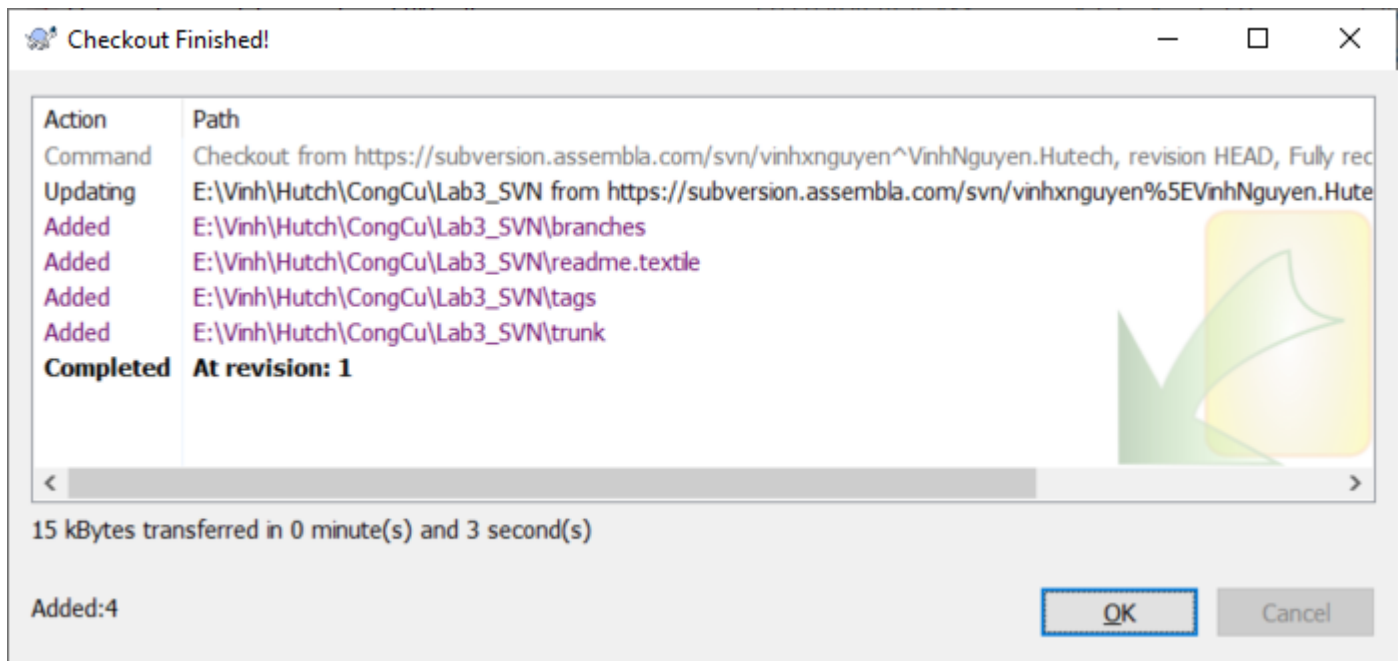 Checkout Finished!
Action Path
Command Checkout from https://subversion.assembla.com/svn/vinhxnguyen^VinhNguyen.Hutech, revision HEAD, Fully rec
Updating E:\Vinh\Hutch\CongCu\Lab3_SVN from https://subversion.assembla.com/svn/vinhxnguyen%5EVinhNguyen.Hute
Added E:\Vinh\Hutch\CongCu\Lab3_SVN\branches
Added E:\Vinh\Hutch\CongCu\Lab3_SVN\readme.textile
Added E:\Vinh\Hutch\CongCu\Lab3_SVN\tags
Added E:\Vinh\Hutch\CongCu\Lab3_SVN\trunk
Completed At revision: 1
15 kBytes transferred in 0 minute(s) and 3 second(s)
Added:4
OK Cancel